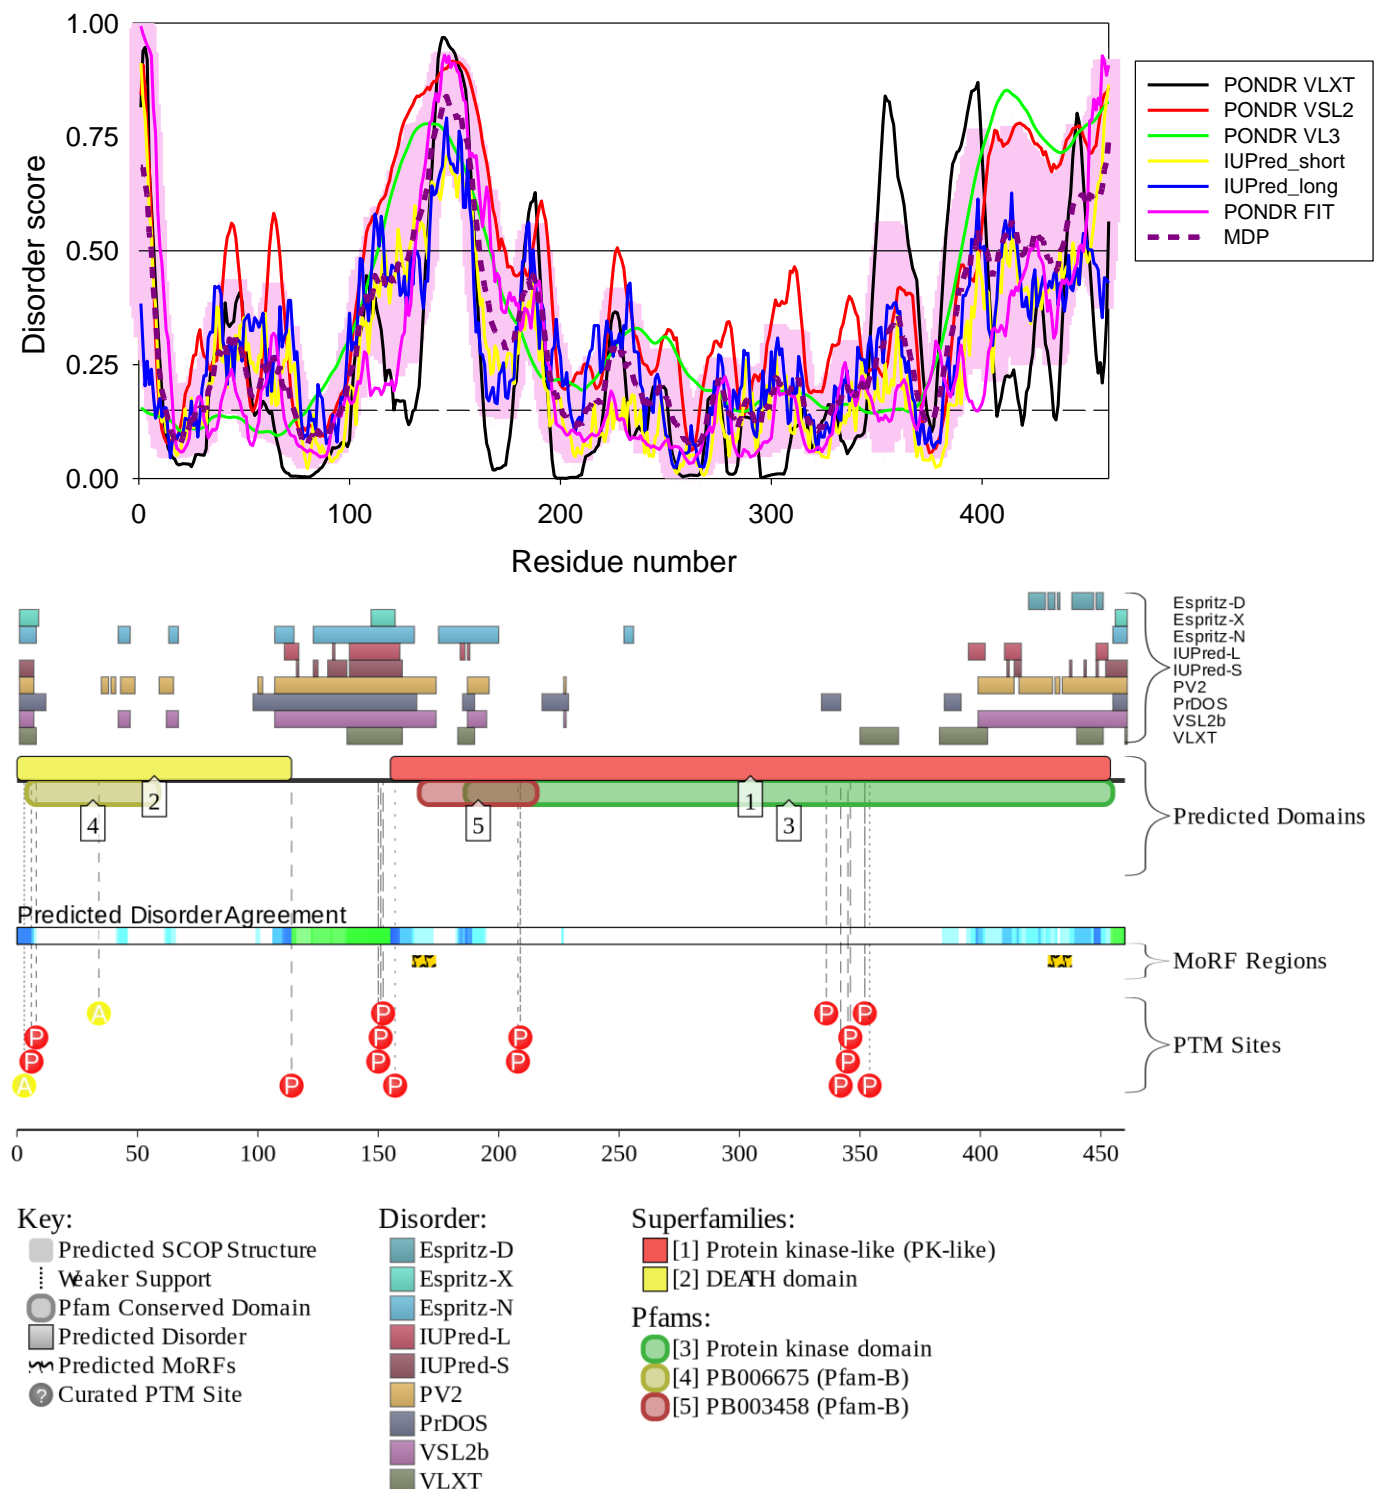 1.00
0.75
0.50
0.25
0.00
Disorder score
0
100
200
300
400
Residue number
PONDR VLXT
PONDR VSL2
PONDR VL3
IUPred_short
IUPred_long
PONDR FIT
MDP
Espritz-D
Espritz-X
Espritz-N
IUPred-L
IUPred-S
PV2
PrDOS
VSL2b
VLXT
2
1
4
5
3
Predicted Domains
Predicted Disorder Agreement
MoRF Regions
A
P
P
P
P
P
P
P
P
P
P
P
PTM Sites
A
P
P
P
P
0
50
100
150
200
250
300
350
400
450
Key:
Predicted SCOP Structure
Weaker Support
Pfam Conserved Domain
Predicted Disorder
Predicted MoRFs
? Curated PTM Site
Disorder:
Espritz-D
Espritz-X
Espritz-N
IUPred-L
IUPred-S
PV2
PrDOS
VSL2b
VLXT
Superfamilies:
[1] Protein kinase-like (PK-like)
[2] DEATH domain
Pfams:
[3] Protein kinase domain
[4] PB006675 (Pfam-B)
[5] PB003458 (Pfam-B)